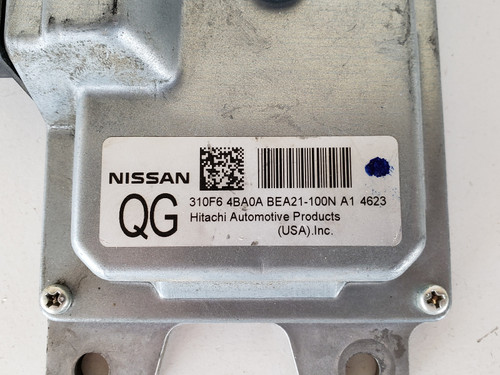 NISSAN
QG
310F6 4BA0A BEA21-100N A1 4623
Hitachi Automotive Products
(USA).Inc.